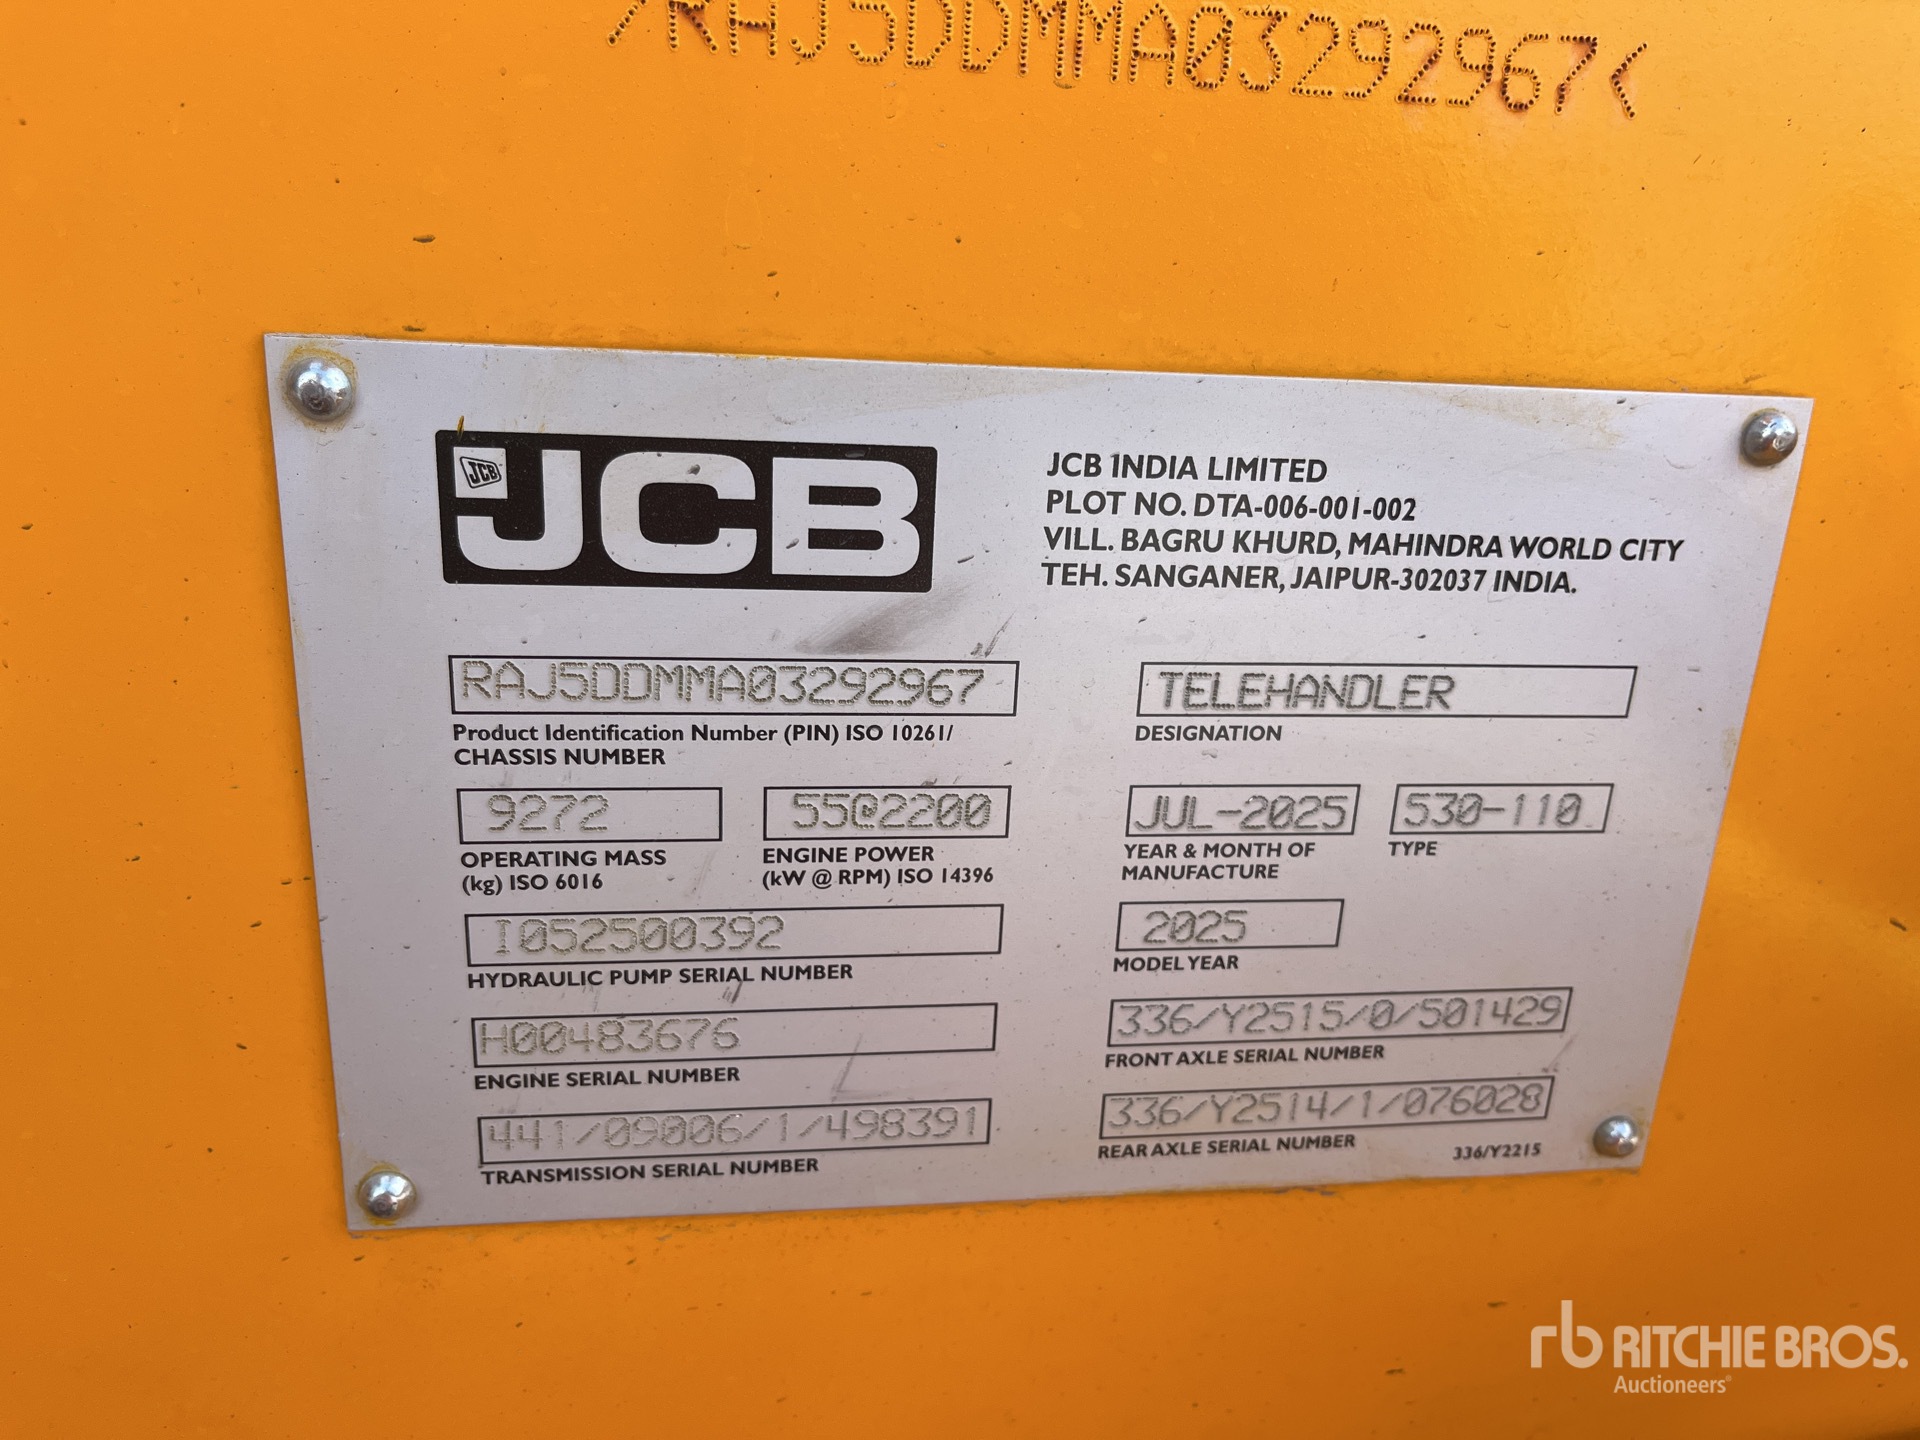 >RAJ5DDMMA03292967<
JCB
JCB
JCB INDIA LIMITED
PLOT NO. DTA-006-001-002
VILL. BAGRU KHURD, MAHINDRA WORLD CITY
TEH. SANGANER, JAIPUR-302037 INDIA.
RAJ5DDMMA03292967
Product Identification Number (PIN) ISO 10261/
CHASSIS NUMBER
TELEHANDLER
DESIGNATION
9272
OPERATING MASS
(kg) ISO 6016
55@2200
ENGINE POWER
(kW @ RPM) ISO 14396
JUL-2025
YEAR & MONTH OF
MANUFACTURE
530-110
TYPE
I052500392
HYDRAULIC PUMP SERIAL NUMBER
2025
MODEL YEAR
H00483676
ENGINE SERIAL NUMBER
336/Y2515/0/501429
FRONT AXLE SERIAL NUMBER
441/09006/1/498391
TRANSMISSION SERIAL NUMBER
336/Y2514/1/076028
REAR AXLE SERIAL NUMBER
336/Y2215
rb RITCHIE BROS.
Auctioneers